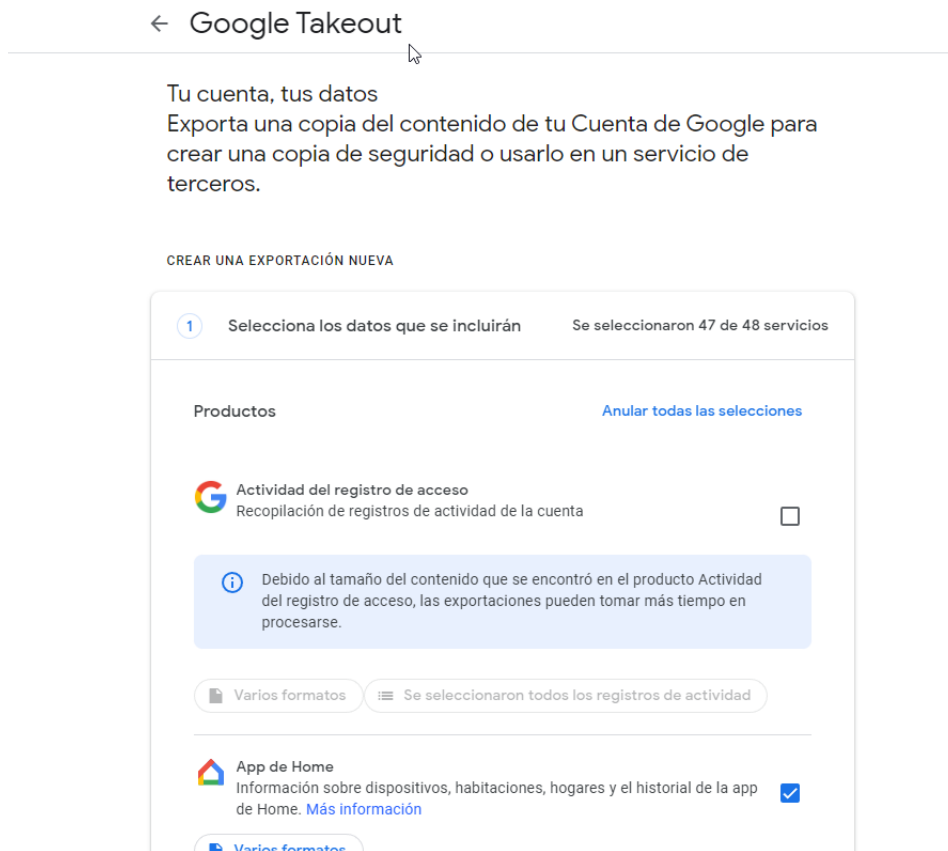 Google Takeout
Tu cuenta, tus datos
Exporta una copia del contenido de tu Cuenta de Google para
crear una copia de seguridad o usarlo en un servicio de
terceros.
CREAR UNA EXPORTACIÓN NUEVA
1 Selecciona los datos que se incluirán Se seleccionaron 47 de 48 servicios
Productos Anular todas las selecciones
Actividad del registro de acceso
Recopilación de registros de actividad de la cuenta
Debido al tamaño del contenido que se encontró en el producto Actividad
del registro de acceso, las exportaciones pueden tomar más tiempo en
procesarse.
Varios formatos Se seleccionaron todos los registros de actividad
App de Home
Información sobre dispositivos, habitaciones, hogares y el historial de la app
de Home. Más información
Varios formatos